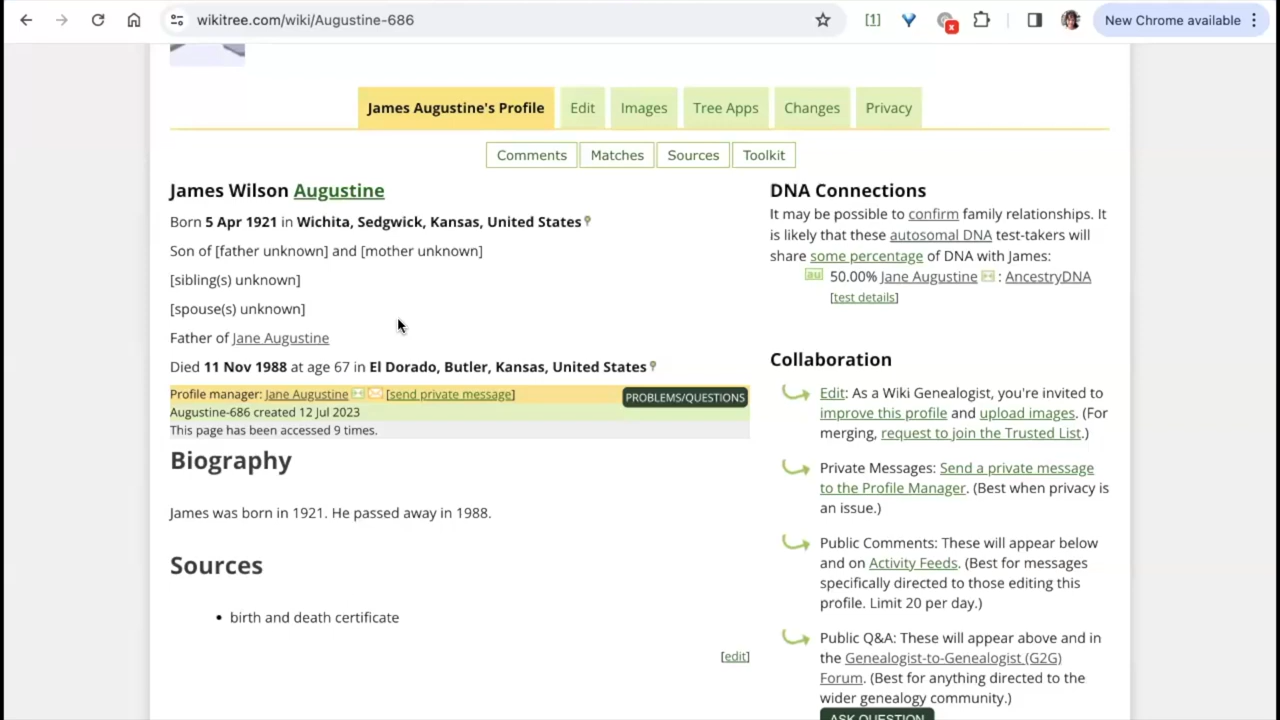 wikitree.com/wiki/Augustine-686
[1]
New Chrome available
James Augustine's Profile
Edit
Images
Tree Apps
Changes
Privacy
Comments
Matches
Sources
Toolkit
James Wilson Augustine
Born 5 Apr 1921 in Wichita, Sedgwick, Kansas, United States
Son of [father unknown] and [mother unknown]
[sibling(s) unknown]
[spouse(s) unknown]
Father of Jane Augustine
Died 11 Nov 1988 at age 67 in El Dorado, Butler, Kansas, United States
Profile manager: Jane Augustine [send private message]
PROBLEMS/QUESTIONS
Augustine-686 created 12 Jul 2023
This page has been accessed 9 times.
Biography
James was born in 1921. He passed away in 1988.
Sources
• birth and death certificate
[edit]
DNA Connections
It may be possible to confirm family relationships. It
is likely that these autosomal DNA test-takers will
share some percentage of DNA with James:
au 50.00% Jane Augustine : AncestryDNA
[test details]
Collaboration
Edit: As a Wiki Genealogist, you're invited to
improve this profile and upload images. (For
merging, request to join the Trusted List.)
Private Messages: Send a private message
to the Profile Manager. (Best when privacy is
an issue.)
Public Comments: These will appear below
and on Activity Feeds. (Best for messages
specifically directed to those editing this
profile. Limit 20 per day.)
Public Q&A: These will appear above and in
the Genealogist-to-Genealogist (G2G)
Forum. (Best for anything directed to the
wider genealogy community.)
ASK QUESTION